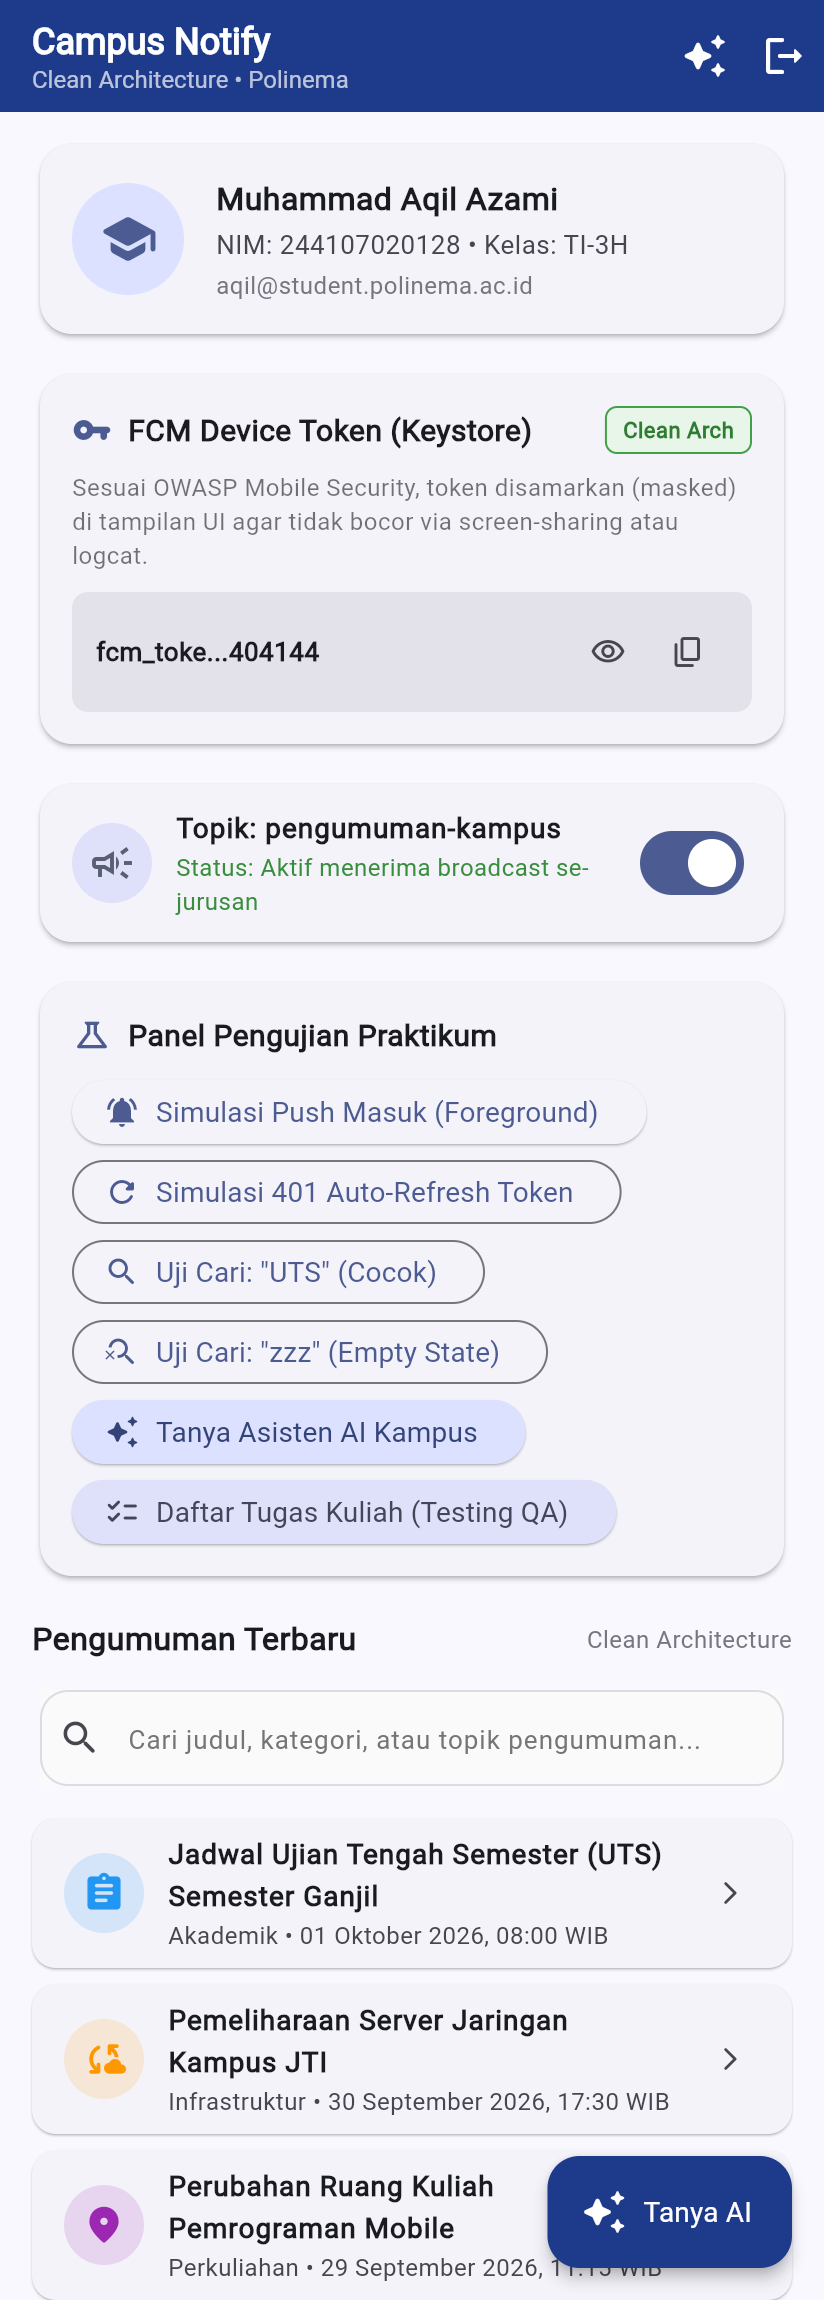 Campus Notify
Clean Architecture • Polinema
Muhammad Aqil Azami
NIM: 244107020128 • Kelas: TI-3H
aqil@student.polinema.ac.id
FCM Device Token (Keystore)
Clean Arch
Sesuai OWASP Mobile Security, token disamarkan (masked)
di tampilan UI agar tidak bocor via screen-sharing atau
logcat.
fcm_toke...404144
Topik: pengumuman-kampus
Status: Aktif menerima broadcast se-
jurusan
Panel Pengujian Praktikum
Simulasi Push Masuk (Foreground)
Simulasi 401 Auto-Refresh Token
Uji Cari: "UTS" (Cocok)
Uji Cari: "zzz" (Empty State)
Tanya Asisten AI Kampus
Daftar Tugas Kuliah (Testing QA)
Pengumuman Terbaru
Clean Architecture
Cari judul, kategori, atau topik pengumuman...
Jadwal Ujian Tengah Semester (UTS)
Semester Ganjil
Akademik • 01 Oktober 2026, 08:00 WIB
Pemeliharaan Server Jaringan
Kampus JTI
Infrastruktur • 30 September 2026, 17:30 WIB
Perubahan Ruang Kuliah
Pemrograman Mobile
Perkuliahan • 29 September 2026, 11:15 WIB
Tanya AI